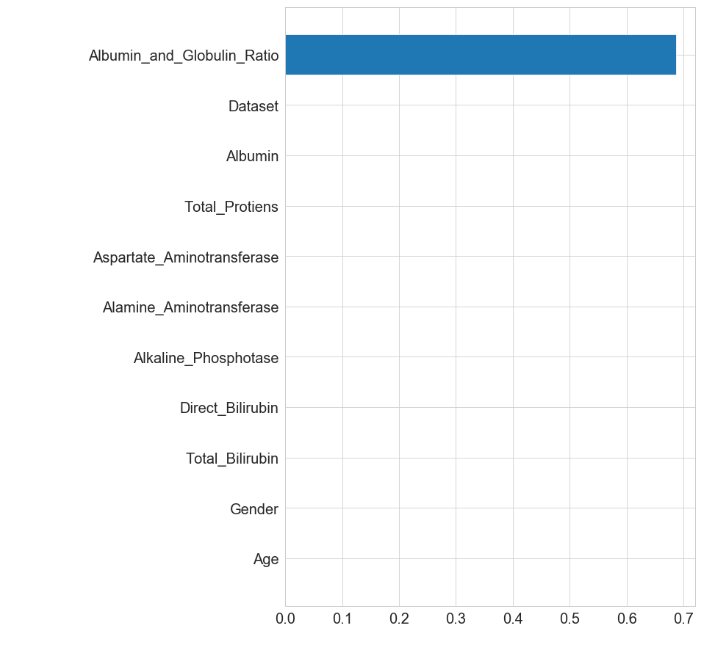 Albumin_and_Globulin_Ratio
Dataset
Albumin
Total_Protiens
Aspartate_Aminotransferase
Alamine_Aminotransferase
Alkaline_Phosphotase
Direct_Bilirubin
Total_Bilirubin
Gender
Age
0.0 0.1 0.2 0.3 0.4 0.5 0.6 0.7